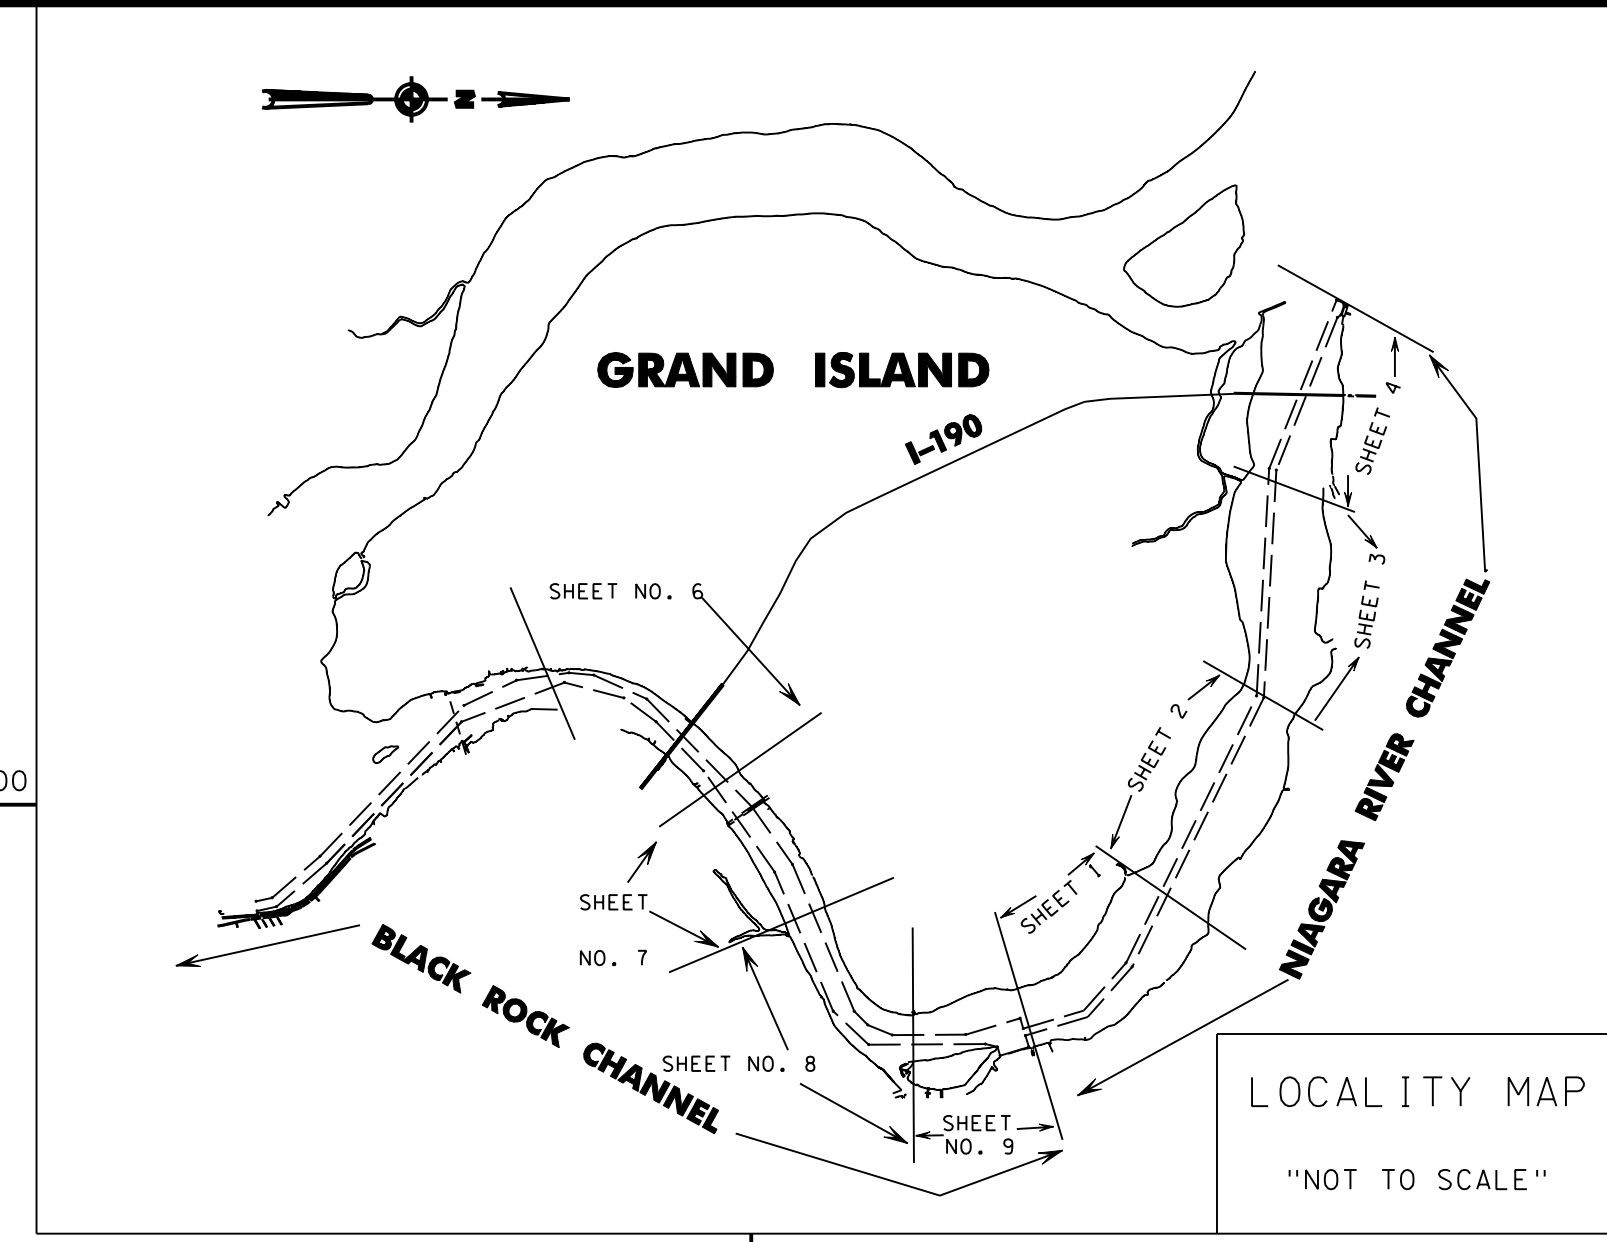 N
GRAND ISLAND
I-190
SHEET 4
SHEET 3
SHEET NO. 6
SHEET 2
NIAGARA RIVER CHANNEL
00
SHEET 1
SHEET
NO. 7
BLACK ROCK CHANNEL
SHEET NO. 8
SHEET
NO. 9
LOCALITY MAP
"NOT TO SCALE"